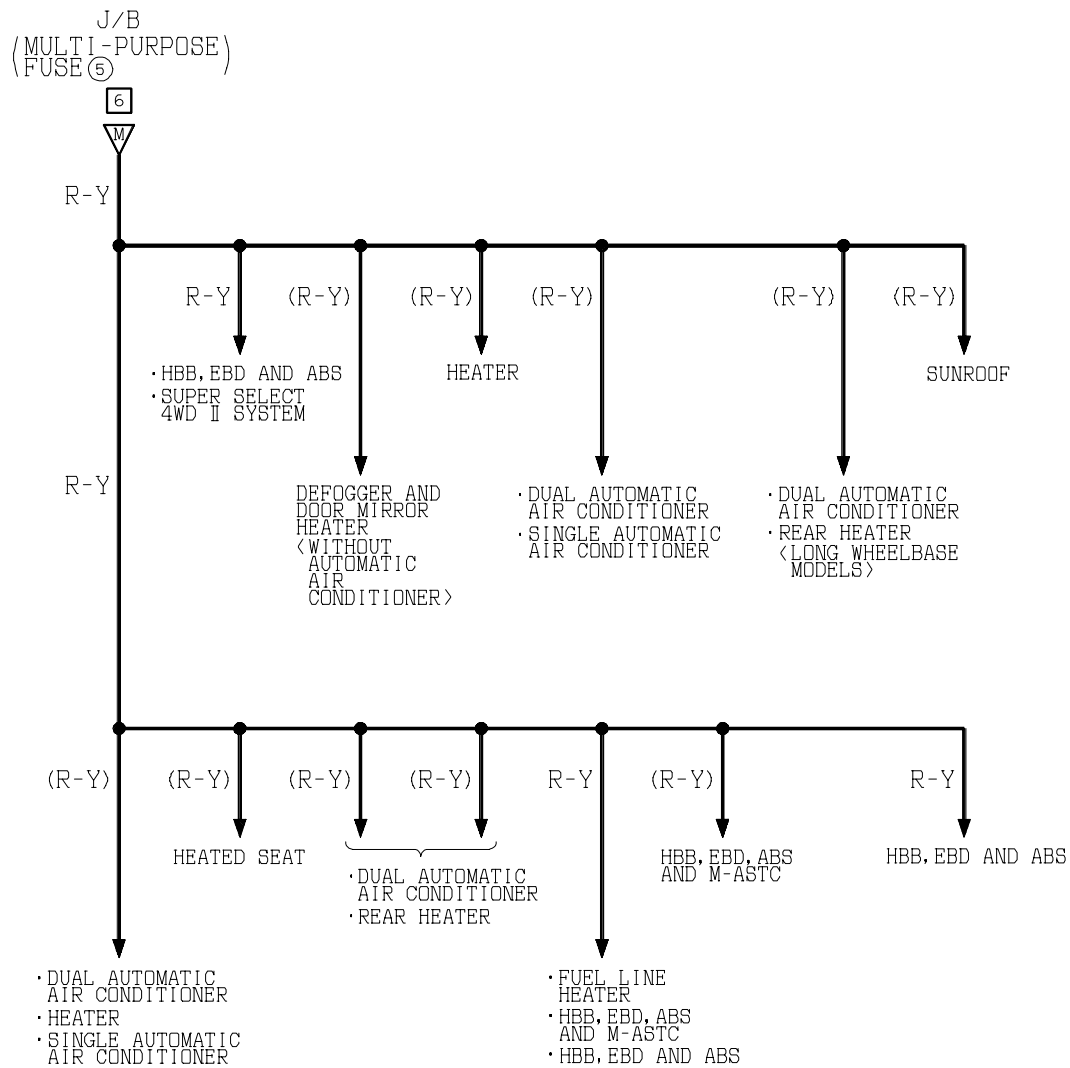 J/B
(MULTI-PURPOSE
FUSE⑤)
6
M
R-Y
R-Y (R-Y) (R-Y) (R-Y) (R-Y) (R-Y)
·HBB,EBD AND ABS
·SUPER SELECT
4WD Ⅱ SYSTEM
HEATER
SUNROOF
R-Y
DEFOGGER AND
DOOR MIRROR
HEATER
<WITHOUT
AUTOMATIC
AIR
CONDITIONER>
·DUAL AUTOMATIC
AIR CONDITIONER
·SINGLE AUTOMATIC
AIR CONDITIONER
·DUAL AUTOMATIC
AIR CONDITIONER
·REAR HEATER
<LONG WHEELBASE
MODELS>
(R-Y) (R-Y) (R-Y) (R-Y) R-Y (R-Y) R-Y
HEATED SEAT
·DUAL AUTOMATIC
AIR CONDITIONER
·REAR HEATER
HBB,EBD,ABS
AND M-ASTC
HBB,EBD AND ABS
·DUAL AUTOMATIC
AIR CONDITIONER
·HEATER
·SINGLE AUTOMATIC
AIR CONDITIONER
·FUEL LINE
HEATER
·HBB,EBD,ABS
AND M-ASTC
·HBB,EBD AND ABS